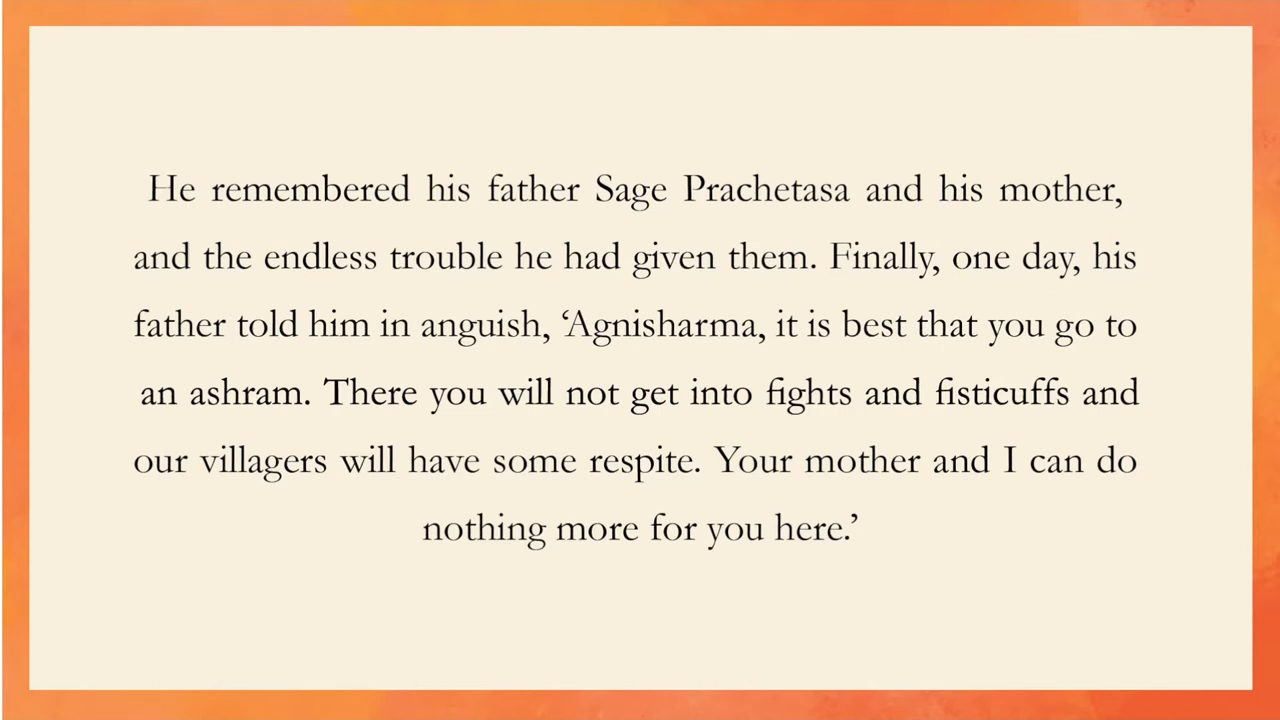 He remembered his father Sage Prachetasa and his mother,
and the endless trouble he had given them. Finally, one day, his
father told him in anguish, ‘Agnisharma, it is best that you go to
an ashram. There you will not get into fights and fisticuffs and
our villagers will have some respite. Your mother and I can do
nothing more for you here.’